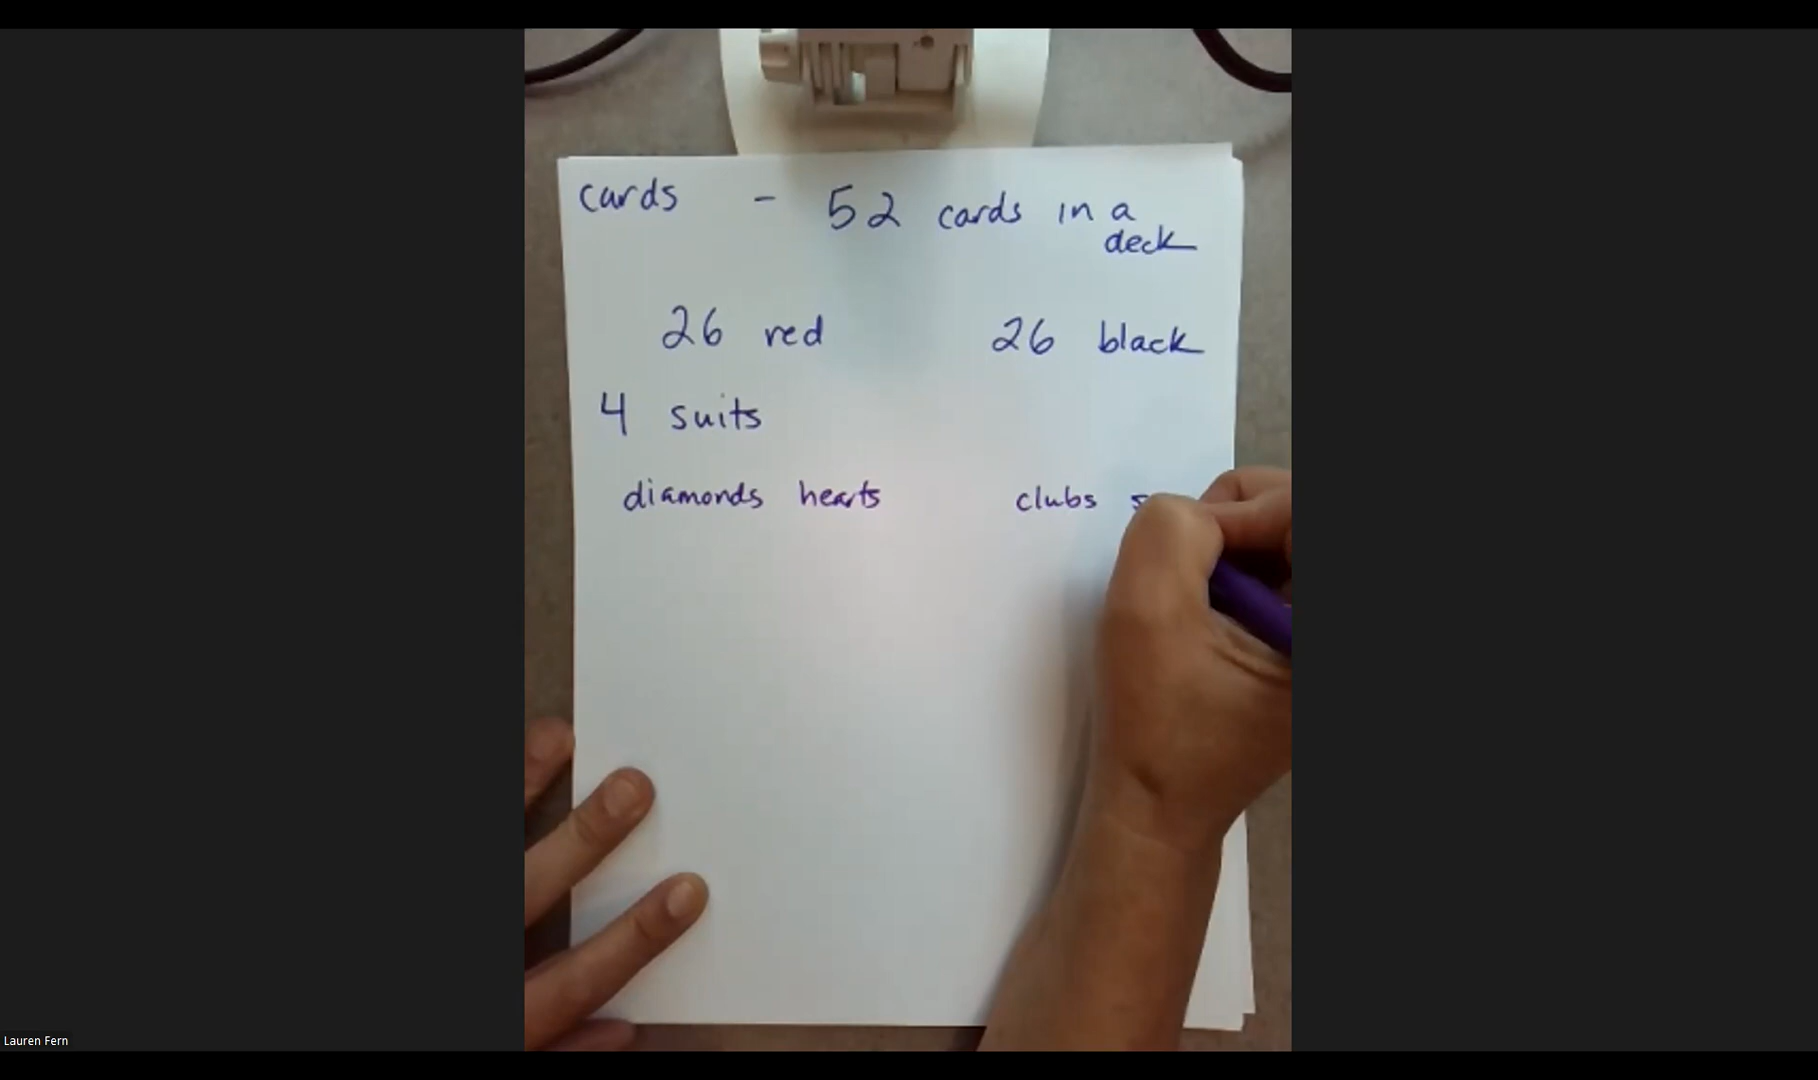 cards - 52 cards in a
deck
26 red 26 black
4 suits
diamonds hearts clubs
Lauren Fern